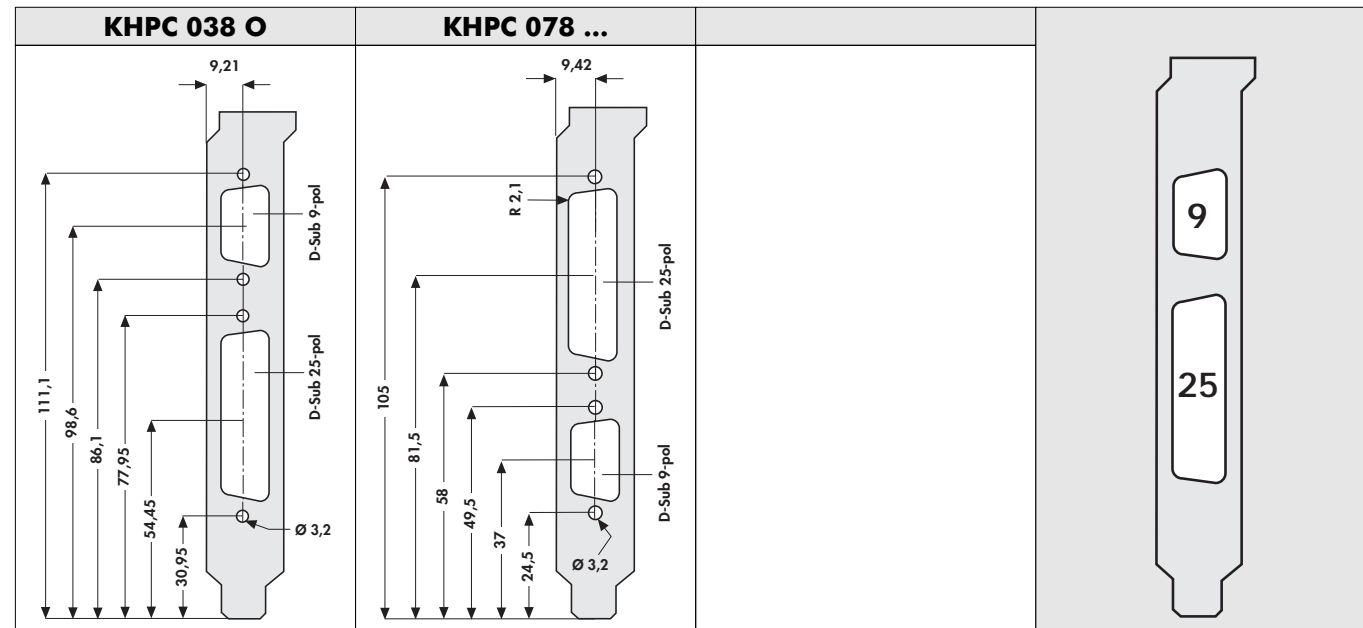 KHPC 038 O
9,21
D-Sub 9-pol
D-Sub 25-pol
111,1
98,6
86,1
77,95
54,45
30,95
Ø 3,2
KHPC 078 ...
9,42
R 2,1
D-Sub 25-pol
D-Sub 9-pol
105
81,5
58
49,5
37
24,5
Ø 3,2
9
25